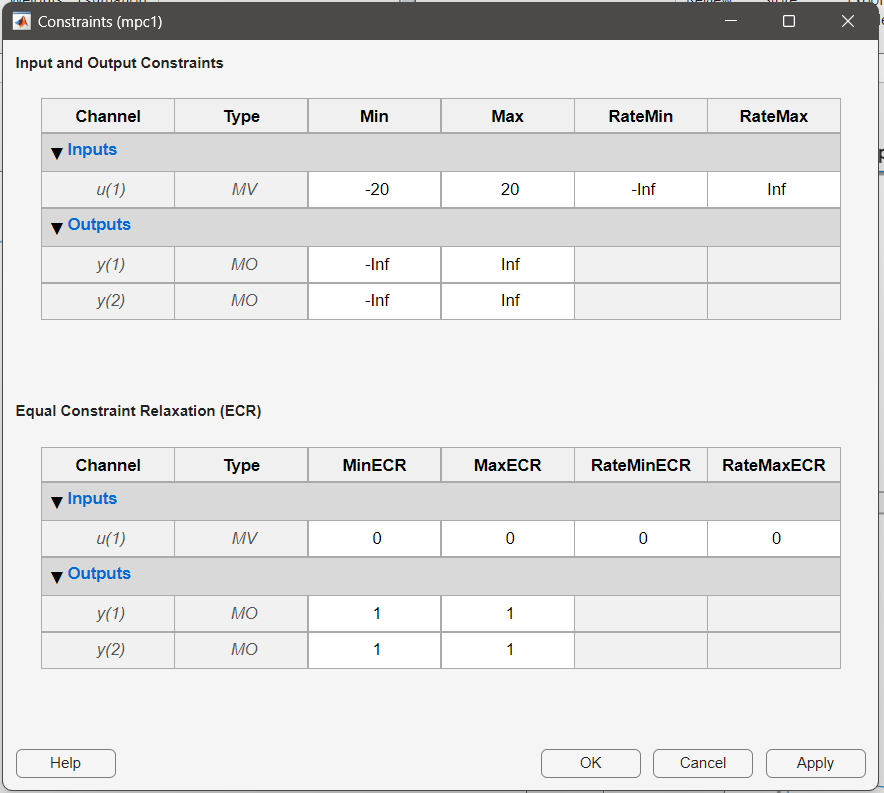 Constraints (mpc1)
Input and Output Constraints
Channel Type Min Max RateMin RateMax
Inputs
u(1) MV -20 20 -Inf Inf
Outputs
y(1) MO -Inf Inf
y(2) MO -Inf Inf
Equal Constraint Relaxation (ECR)
Channel Type MinECR MaxECR RateMinECR RateMaxECR
Inputs
u(1) MV 0 0 0 0
Outputs
y(1) MO 1 1
y(2) MO 1 1
Help OK Cancel Apply